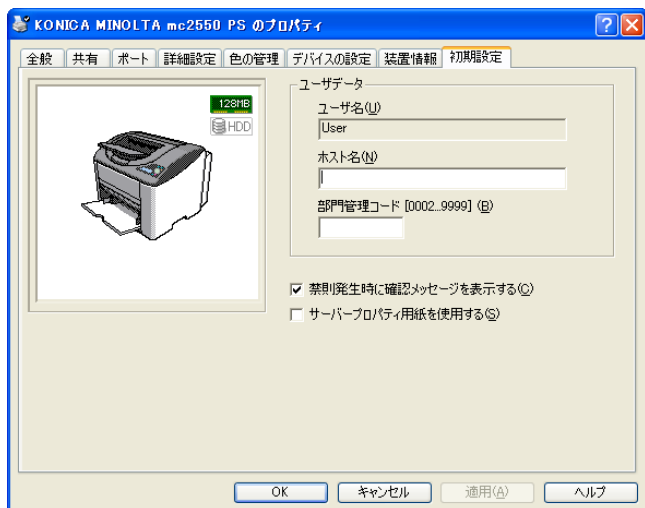 KONICA MINOLTA mc2550 PS のプロパティ
全般 共有 ポート 詳細設定 色の管理 デバイスの設定 装置情報 初期設定
128MB
HDD
ユーザデータ
ユーザ名(U)
User
ホスト名(N)
部門管理コード [0002...9999] (B)
禁則発生時に確認メッセージを表示する(C)
サーバープロパティ用紙を使用する(S)
OK キャンセル 適用(A) ヘルプ